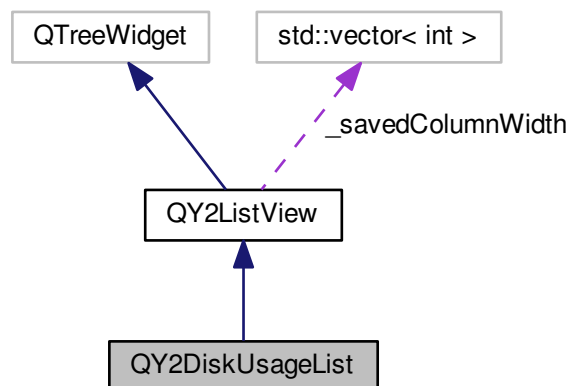 QTreeWidget
std::vector< int >
_savedColumnWidth
QY2ListView
QY2DiskUsageList